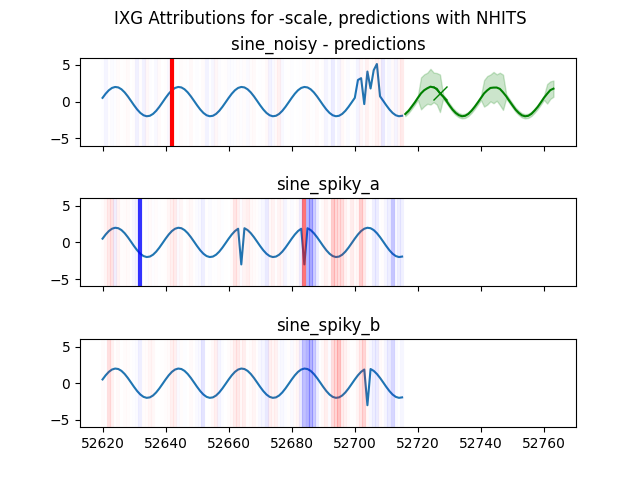 IXG Attributions for -scale, predictions with NHITS
sine_noisy - predictions
5
0
−5
sine_spiky_a
5
0
−5
sine_spiky_b
5
0
−5
52620 52640 52660 52680 52700 52720 52740 52760